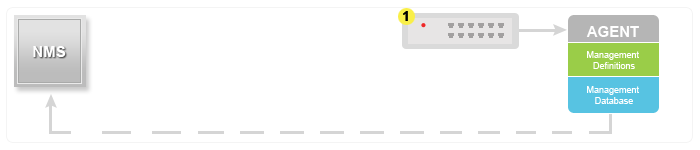 1
NMS
AGENT
Management
Definitions
Management
Database